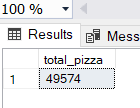 100 %
Results Mess
total_pizza
1 49574